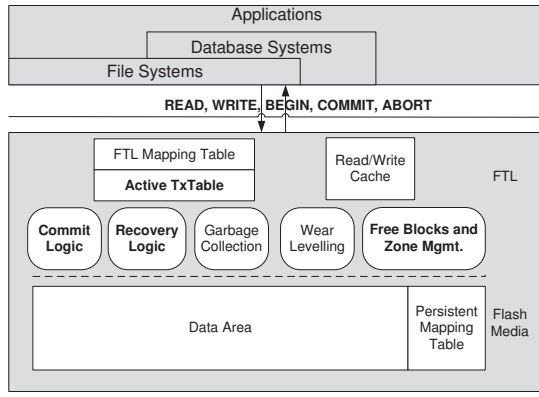 Applications
Database Systems
File Systems
READ, WRITE, BEGIN, COMMIT, ABORT
FTL Mapping Table
Active TxTable
Read/Write
Cache
FTL
Commit
Logic
Recovery
Logic
Garbage
Collection
Wear
Levelling
Free Blocks and
Zone Mgmt.
Data Area
Persistent
Mapping
Table
Flash
Media